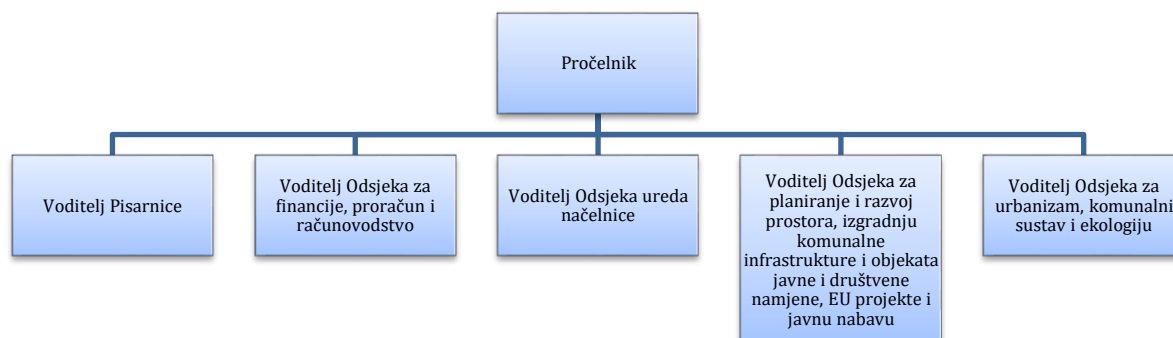 Pročelnik
Voditelj Pisarnice
Voditelj Odsjeka za
financije, proračun i
računovodstvo
Voditelj Odsjeka ureda
načelnice
Voditelj Odsjeka za
planiranje i razvoj
prostora, izgradnju
komunalne
infrastrukture i objekata
javne i društvene
namjene, EU projekte i
javnu nabavu
Voditelj Odsjeka za
urbanizam, komunalni
sustav i ekologiju